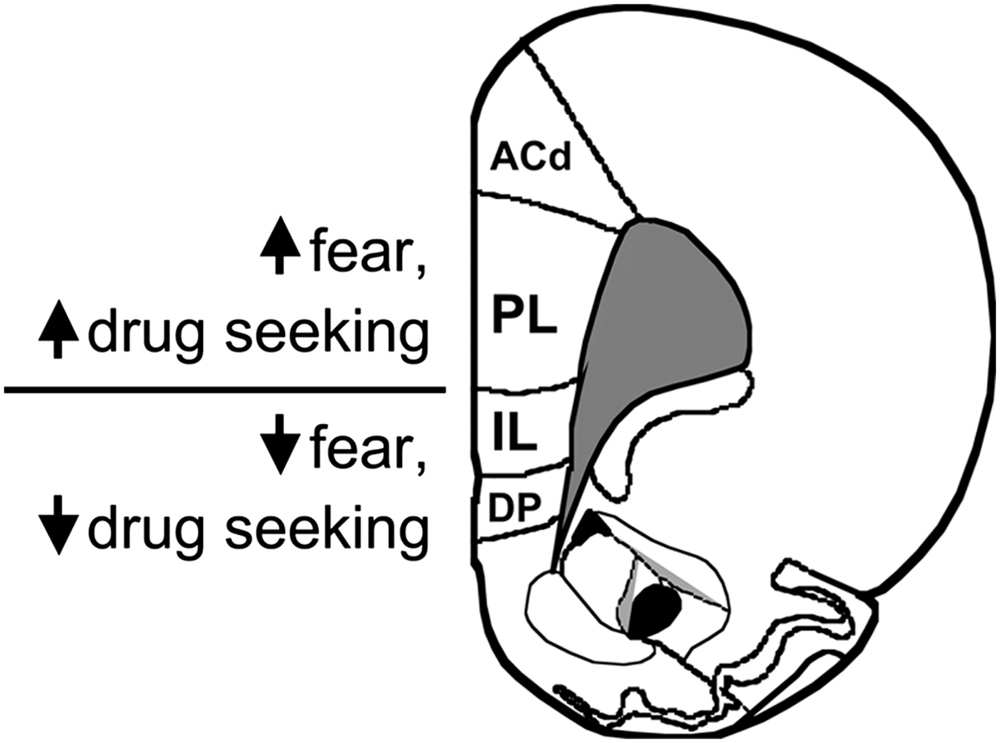 ACd
fear,
PL
drug seeking
IL
fear,
DP
drug seeking